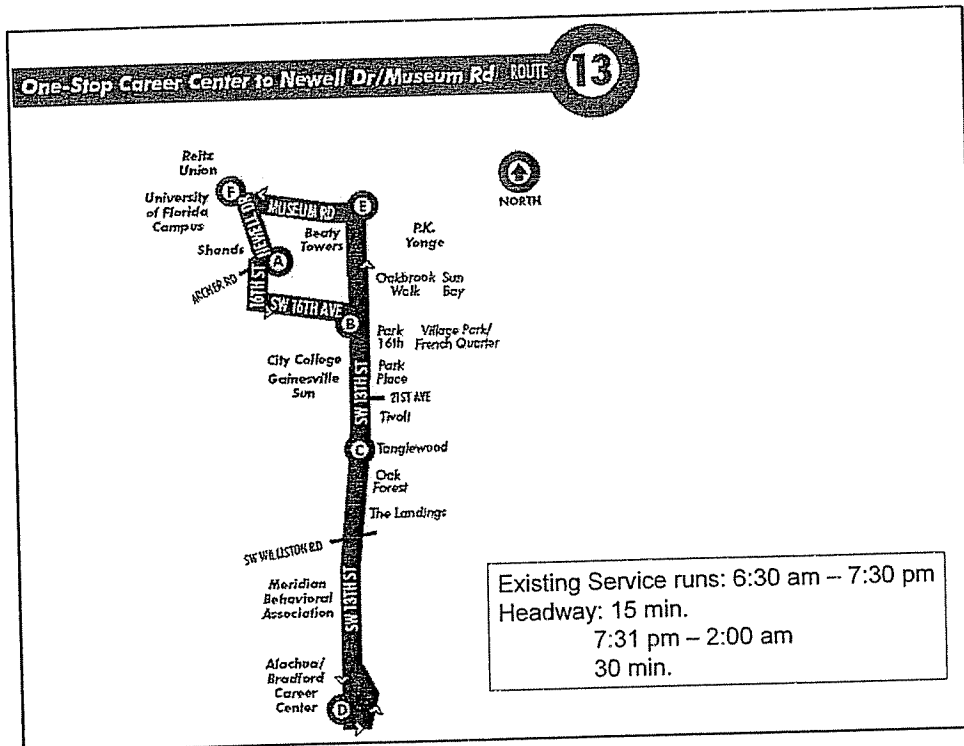 One-Stop Career Center to Newell Dr/Museum Rd ROUTE 13
Reitz
Union
NORTH
F
MUSEUM RD
E
University
of Florida
Campus
NEWELL DR
Beaty
Towers
P.K.
Yonge
Shands
A
ARCHER RD
16TH ST
Oakbrook Sun
Walk Bay
SW 16TH AVE
B
Park
16th
Village Park/
French Quarter
City College
Gainesville
Sun
Park
Place
SW 13TH ST
21ST AVE
Tivoli
C
Tanglewood
Oak
Forest
The Landings
SW WILLISTON RD
Meridian
Behavioral
Association
SW 13TH ST
Alachua/
Bradford
Career
Center
D
Existing Service runs: 6:30 am – 7:30 pm
Headway: 15 min.
7:31 pm – 2:00 am
30 min.